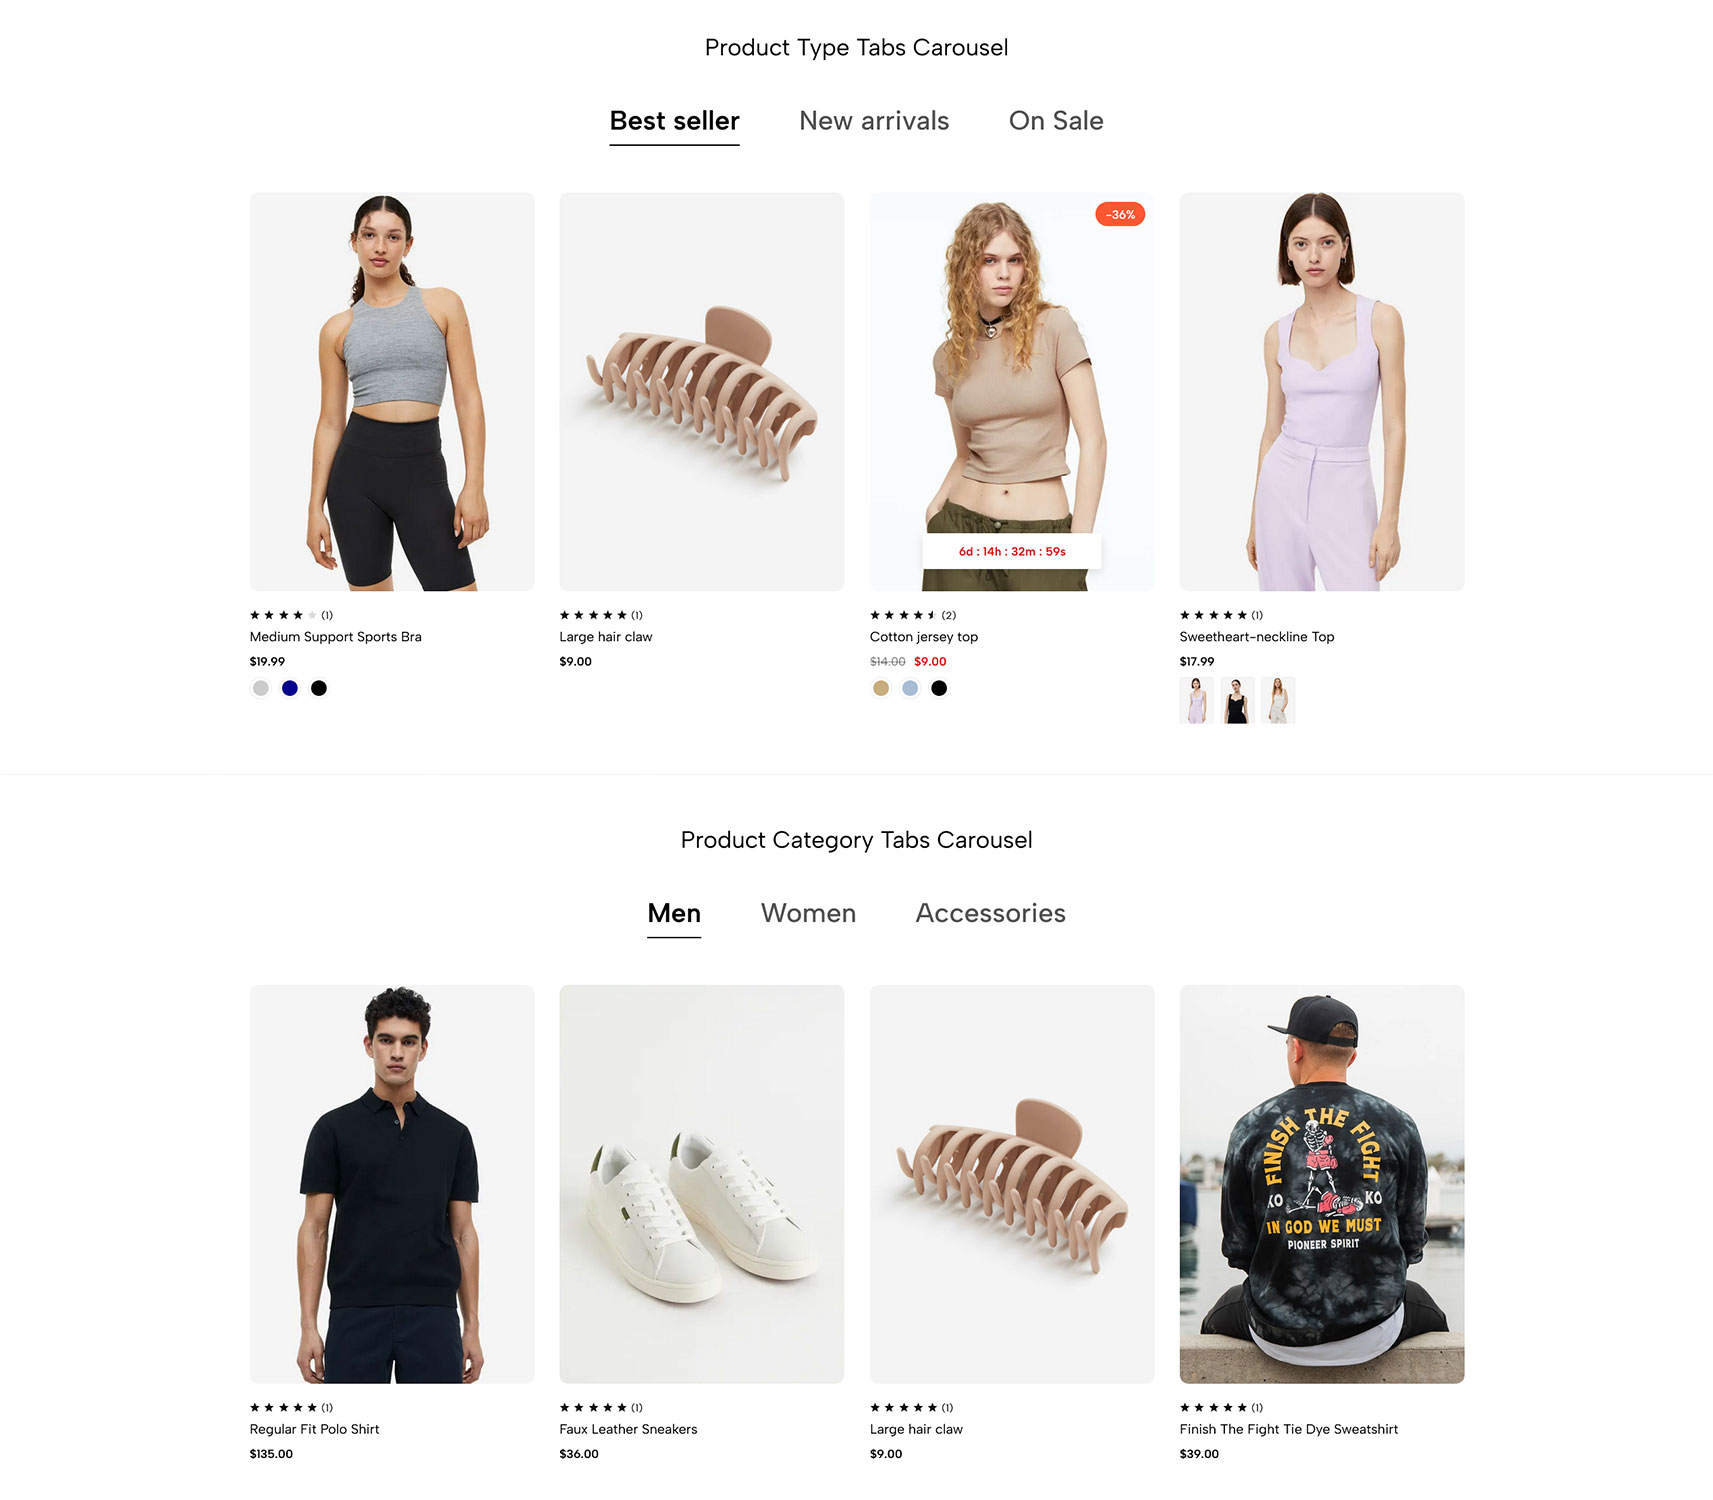 Product Type Tabs Carousel
Best seller New arrivals On Sale
-36%
6d : 14h : 32m : 59s
(1)
Medium Support Sports Bra
$19.99
(1)
Large hair claw
$9.00
(2)
Cotton jersey top
$14.00 $9.00
(1)
Sweetheart-neckline Top
$17.99
Product Category Tabs Carousel
Men Women Accessories
FINISH THE FIGHT
KO KO
IN GOD WE MUST
PIONEER SPIRIT
(1)
Regular Fit Polo Shirt
$135.00
(1)
Faux Leather Sneakers
$36.00
(1)
Large hair claw
$9.00
(1)
Finish The Fight Tie Dye Sweatshirt
$39.00